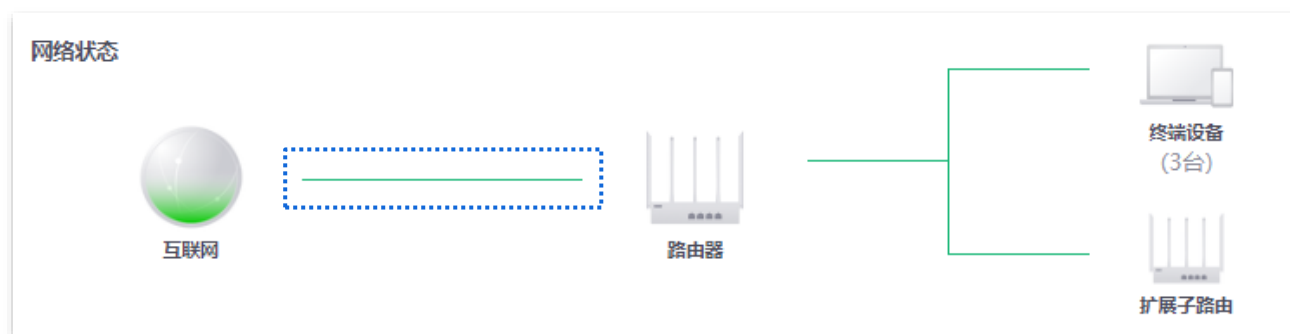 网络状态
互联网
路由器
终端设备
(3台)
扩展子路由